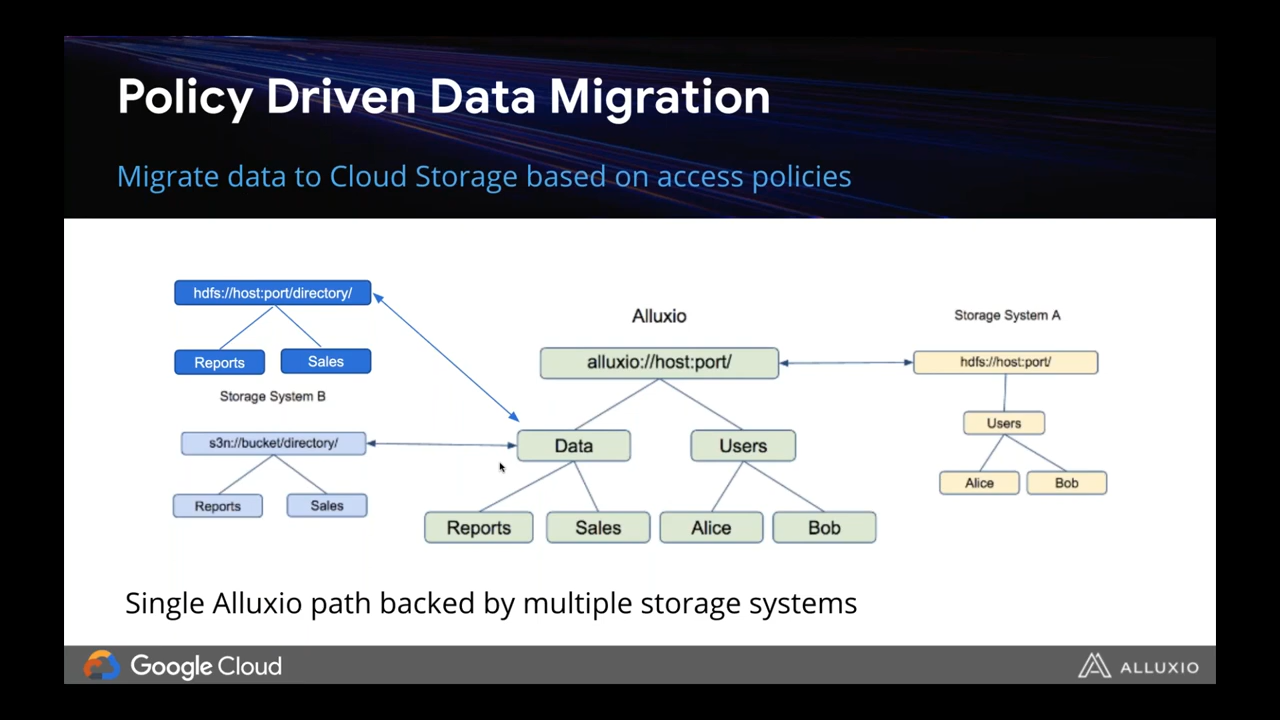 Policy Driven Data Migration
Migrate data to Cloud Storage based on access policies
hdfs://host:port/directory/
Reports
Sales
Storage System B
s3n://bucket/directory/
Reports
Sales
Alluxio
alluxio://host:port/
Data
Users
Reports
Sales
Alice
Bob
Storage System A
hdfs://host:port/
Users
Alice
Bob
Single Alluxio path backed by multiple storage systems
Google Cloud
ALLUXIO